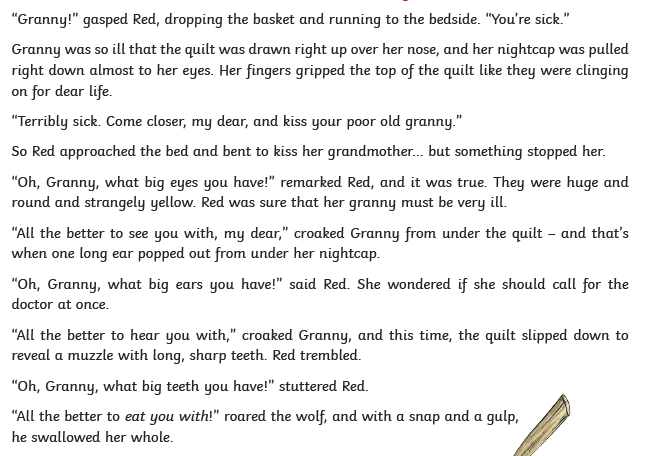 “Granny!” gasped Red, dropping the basket and running to the bedside. “You’re sick.”
Granny was so ill that the quilt was drawn right up over her nose, and her nightcap was pulled
right down almost to her eyes. Her fingers gripped the top of the quilt like they were clinging
on for dear life.
“Terribly sick. Come closer, my dear, and kiss your poor old granny.”
So Red approached the bed and bent to kiss her grandmother... but something stopped her.
“Oh, Granny, what big eyes you have!” remarked Red, and it was true. They were huge and
round and strangely yellow. Red was sure that her granny must be very ill.
“All the better to see you with, my dear,” croaked Granny from under the quilt – and that’s
when one long ear popped out from under her nightcap.
“Oh, Granny, what big ears you have!” said Red. She wondered if she should call for the
doctor at once.
“All the better to hear you with,” croaked Granny, and this time, the quilt slipped down to
reveal a muzzle with long, sharp teeth. Red trembled.
“Oh, Granny, what big teeth you have!” stuttered Red.
“All the better to eat you with!” roared the wolf, and with a snap and a gulp,
he swallowed her whole.